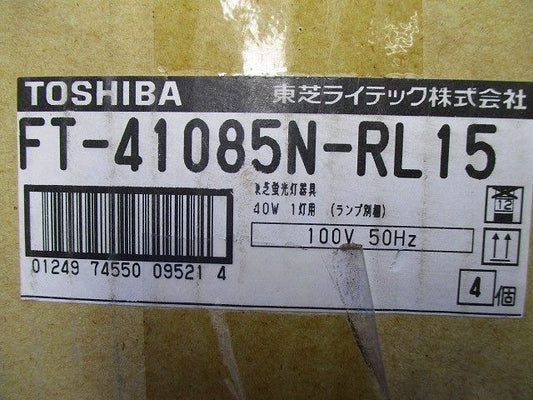 TOSHIBA 東芝ライテック株式会社
FT-41085N-RL15
東芝蛍光灯器具
40W 1灯用 (ランプ別梱)
100V 50Hz
12
01249 74550 09521 4
4 個